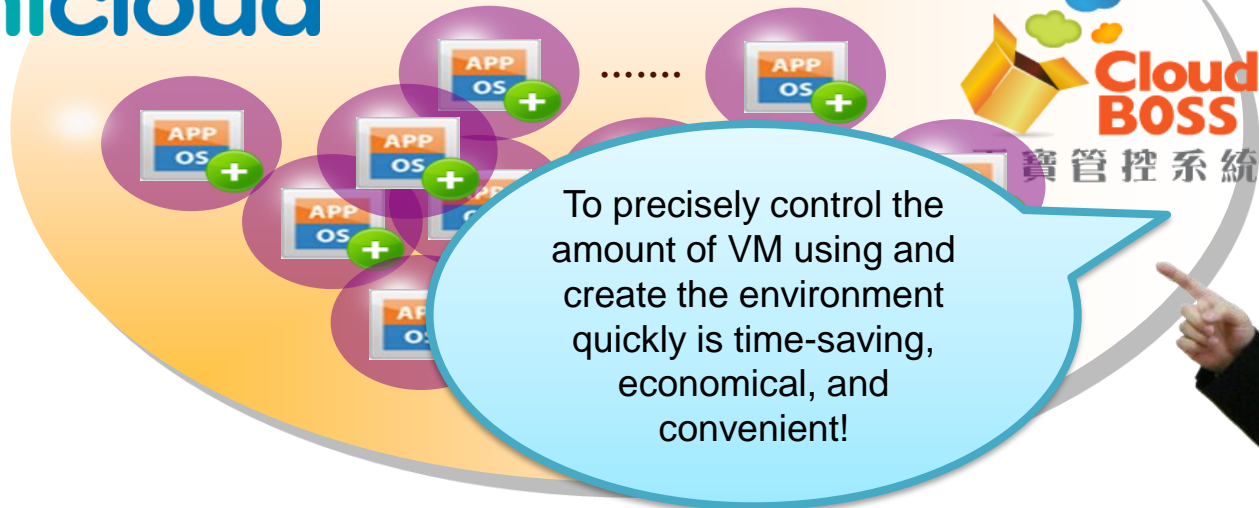 hicloud
APP
OS
.......
APP
OS
Cloud
BOSS
寶管控系統
APP
OS
APP
OS
APP
OS
To precisely control the
amount of VM using and
create the environment
quickly is time-saving,
economical, and
convenient!